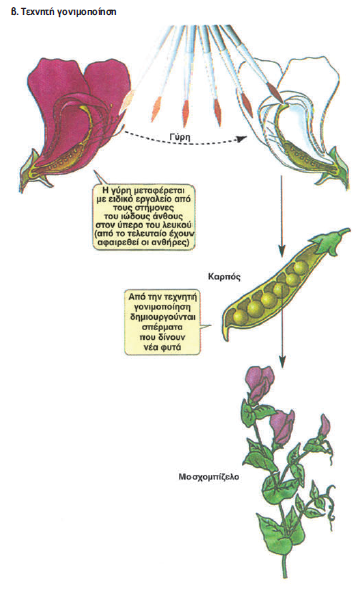 β. Τεχνητή γονιμοποίηση
Γύρη
Η γύρη μεταφέρεται
με ειδικό εργαλείο από
τους στήμονες
του ιώδους άνθους
στον ύπερο του λευκού
(από το τελευταίο έχουν
αφαιρεθεί οι ανθήρες)
Καρπός
Από την τεχνητή
γονιμοποίηση
δημιουργούνται
σπέρματα
που δίνουν
νέα φυτά
Μοσχομπίζελο